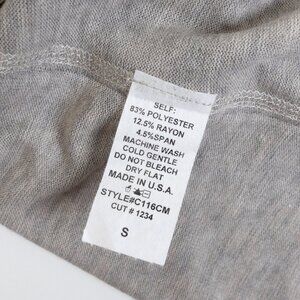 SELF:
83% POLYESTER
12.5% RAYON
4.5%SPAN
MACHINE WASH
COLD GENTLE
DO NOT BLEACH
DRY FLAT
MADE IN U.S.A.
STYLE#C116CM
CUT # 1234
S